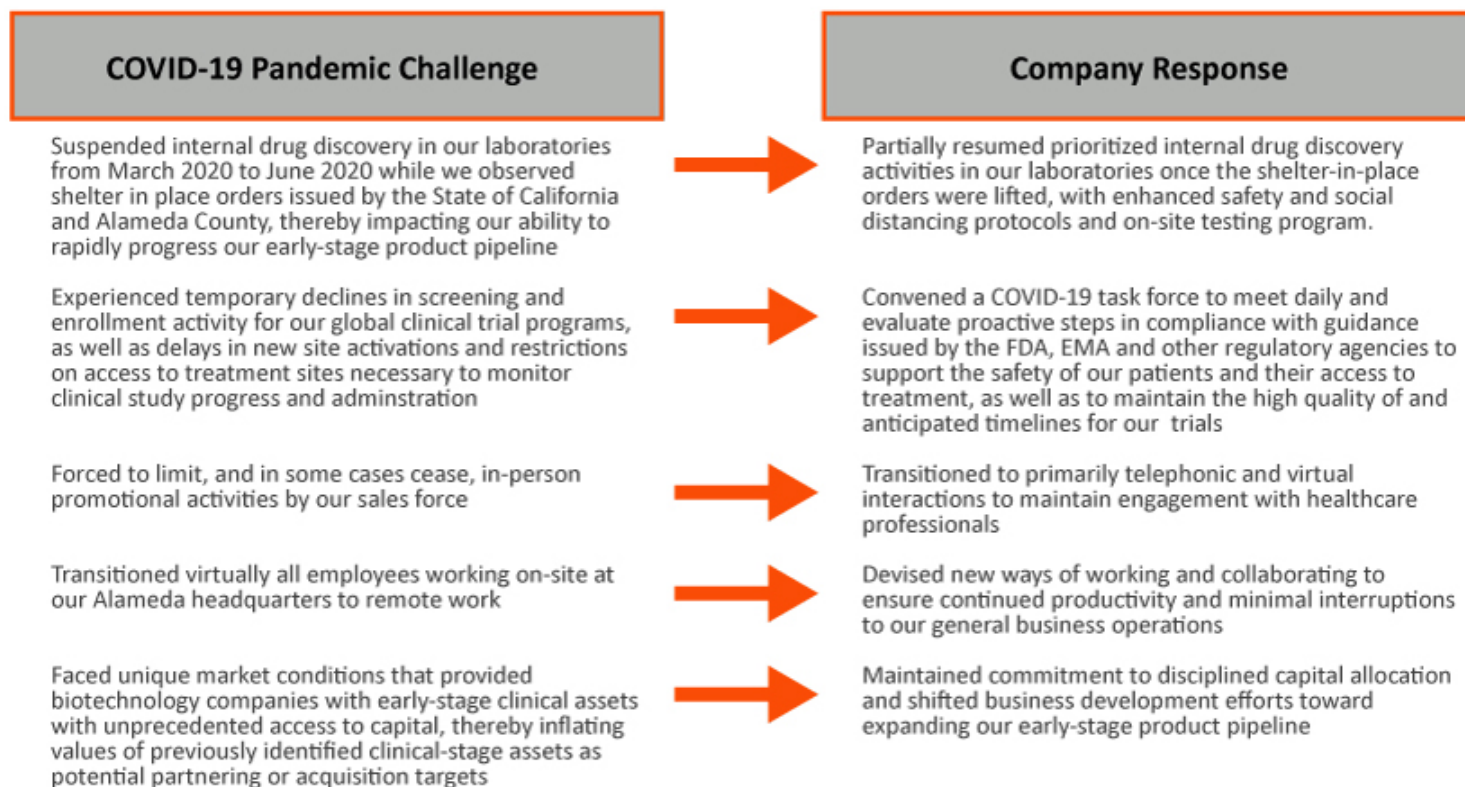 COVID-19 Pandemic Challenge
Company Response
Suspended internal drug discovery in our laboratories
from March 2020 to June 2020 while we observed
shelter in place orders issued by the State of California
and Alameda County, thereby impacting our ability to
rapidly progress our early-stage product pipeline
Partially resumed prioritized internal drug discovery
activities in our laboratories once the shelter-in-place
orders were lifted, with enhanced safety and social
distancing protocols and on-site testing program.
Experienced temporary declines in screening and
enrollment activity for our global clinical trial programs,
as well as delays in new site activations and restrictions
on access to treatment sites necessary to monitor
clinical study progress and adminstration
Convened a COVID-19 task force to meet daily and
evaluate proactive steps in compliance with guidance
issued by the FDA, EMA and other regulatory agencies to
support the safety of our patients and their access to
treatment, as well as to maintain the high quality of and
anticipated timelines for our trials
Forced to limit, and in some cases cease, in-person
promotional activities by our sales force
Transitioned to primarily telephonic and virtual
interactions to maintain engagement with healthcare
professionals
Transitioned virtually all employees working on-site at
our Alameda headquarters to remote work
Devised new ways of working and collaborating to
ensure continued productivity and minimal interruptions
to our general business operations
Faced unique market conditions that provided
biotechnology companies with early-stage clinical assets
with unprecedented access to capital, thereby inflating
values of previously identified clinical-stage assets as
potential partnering or acquisition targets
Maintained commitment to disciplined capital allocation
and shifted business development efforts toward
expanding our early-stage product pipeline